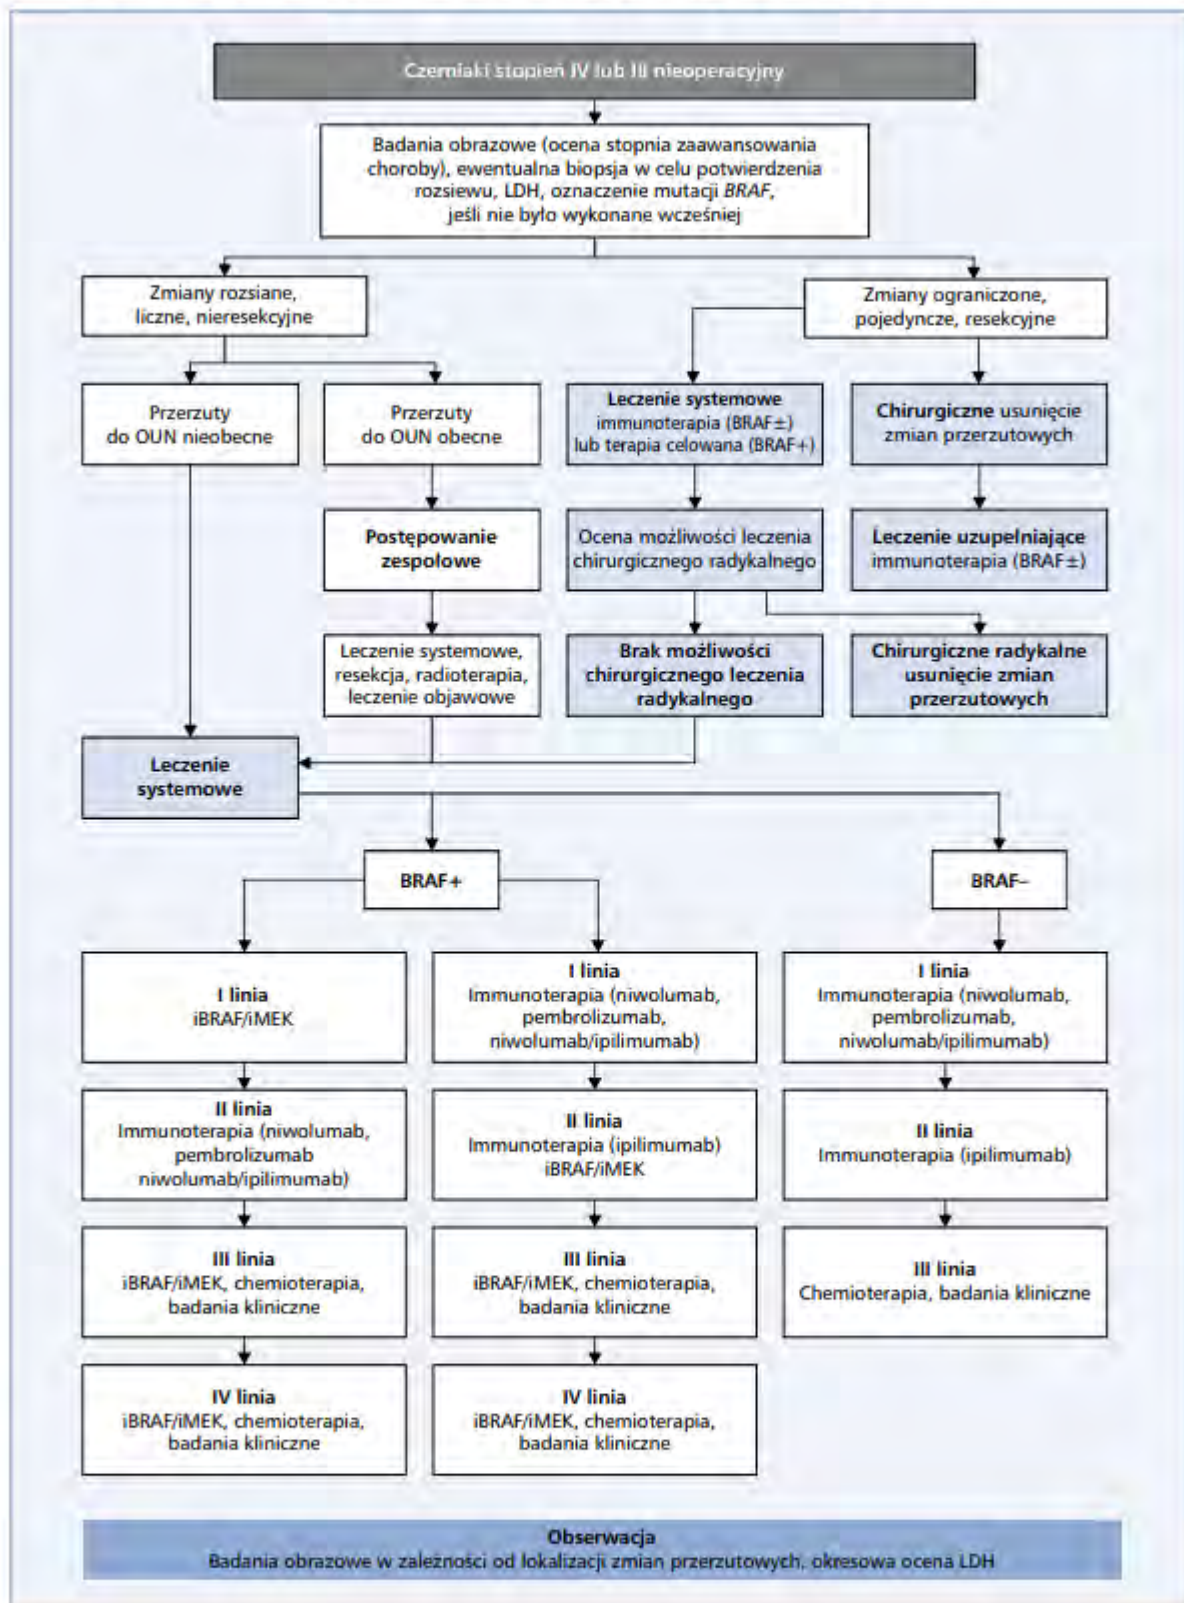 Czerniaki stopień IV lub III nieoperacyjny
Badania obrazowe (ocena stopnia zaawansowania
choroby), ewentualna biopsja w celu potwierdzenia
rozsiewu, LDH, oznaczenie mutacji BRAF,
jeśli nie było wykonane wcześniej
Zmiany rozsiane,
liczne, nieresekcyjne
Zmiany ograniczone,
pojedyncze, resekcyjne
Przerzuty
do OUN nieobecne
Przerzuty
do OUN obecne
Leczenie systemowe
immunoterapia (BRAF±)
lub terapia celowana (BRAF+)
Chirurgiczne usunięcie
zmian przerzutowych
Postępowanie
zespołowe
Ocena możliwości leczenia
chirurgicznego radykalnego
Leczenie uzupełniające
immunoterapia (BRAF±)
Leczenie systemowe,
resekcja, radioterapia,
leczenie objawowe
Brak możliwości
chirurgicznego leczenia
radykalnego
Chirurgiczne radykalne
usunięcie zmian
przerzutowych
Leczenie
systemowe
BRAF+
BRAF–
I linia
iBRAF/iMEK
I linia
Immunoterapia (niwolumab,
pembrolizumab,
niwolumab/ipilimumab)
I linia
Immunoterapia (niwolumab,
pembrolizumab,
niwolumab/ipilimumab)
II linia
Immunoterapia (niwolumab,
pembrolizumab
niwolumab/ipilimumab)
II linia
Immunoterapia (ipilimumab)
iBRAF/iMEK
II linia
Immunoterapia (ipilimumab)
III linia
iBRAF/iMEK, chemioterapia,
badania kliniczne
III linia
iBRAF/iMEK, chemioterapia,
badania kliniczne
III linia
Chemioterapia, badania kliniczne
IV linia
iBRAF/iMEK, chemioterapia,
badania kliniczne
IV linia
iBRAF/iMEK, chemioterapia,
badania kliniczne
Obserwacja
Badania obrazowe w zależności od lokalizacji zmian przerzutowych, okresowa ocena LDH